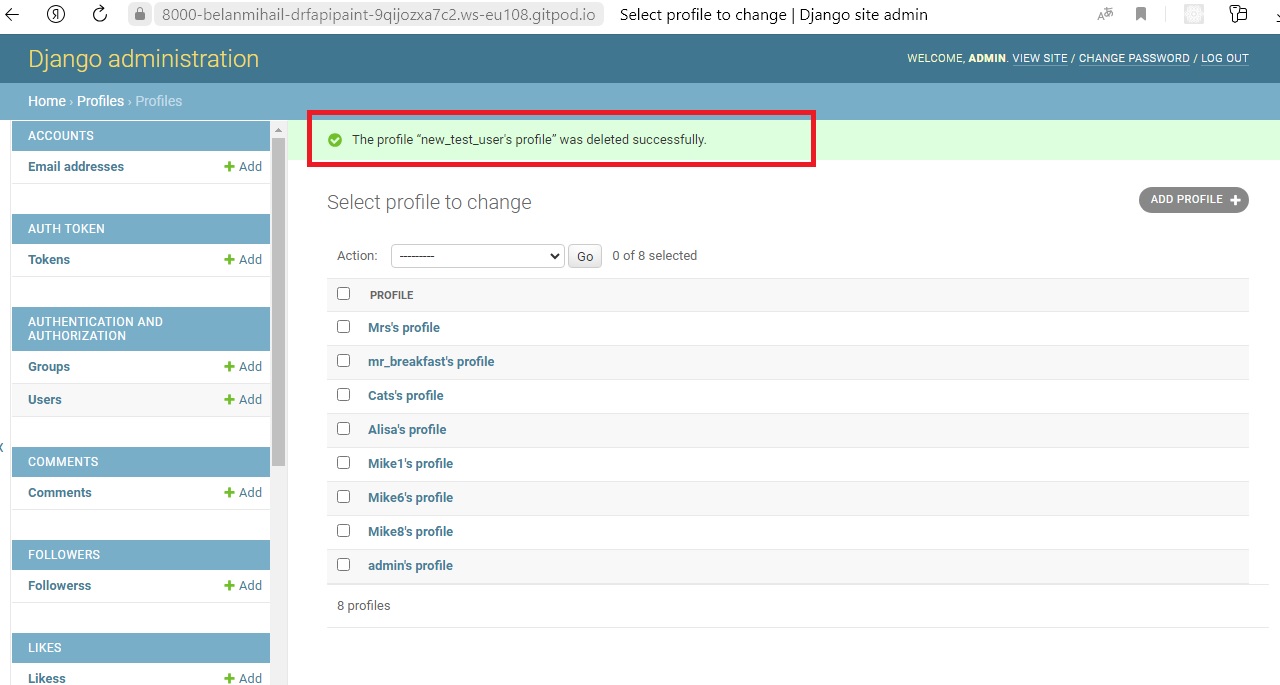 8000-belanmihail-drfapipaint-9qijozxa7c2.ws-eu108.gitpod.io Select profile to change | Django site admin
Django administration
WELCOME, ADMIN. VIEW SITE / CHANGE PASSWORD / LOG OUT
Home › Profiles › Profiles
ACCOUNTS
Email addresses + Add
AUTH TOKEN
Tokens + Add
AUTHENTICATION AND
AUTHORIZATION
Groups + Add
Users + Add
COMMENTS
Comments + Add
FOLLOWERS
Followerss + Add
LIKES
Likess + Add
The profile “new_test_user's profile” was deleted successfully.
Select profile to change
ADD PROFILE +
Action: --------- Go 0 of 8 selected
PROFILE
Mrs's profile
mr_breakfast's profile
Cats's profile
Alisa's profile
Mike1's profile
Mike6's profile
Mike8's profile
admin's profile
8 profiles